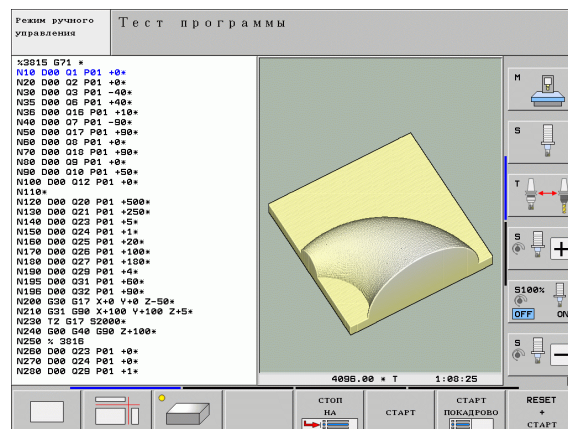 Режим ручного
управления
Тест программы
%3815 G71 *
N10 D00 Q1 P01 +0*
N20 D00 Q2 P01 +0*
N30 D00 Q3 P01 -40*
N35 D00 Q6 P01 +40*
N36 D00 Q16 P01 +10*
N40 D00 Q7 P01 -90*
N50 D00 Q17 P01 +90*
N60 D00 Q8 P01 +0*
N70 D00 Q18 P01 +90*
N80 D00 Q9 P01 +0*
N90 D00 Q10 P01 +50*
N100 D00 Q12 P01 +0*
N110*
N120 D00 Q20 P01 +500*
N130 D00 Q21 P01 +250*
N140 D00 Q23 P01 +5*
N150 D00 Q24 P01 +1*
N160 D00 Q25 P01 +20*
N170 D00 Q26 P01 +100*
N180 D00 Q27 P01 +180*
N190 D00 Q29 P01 +4*
N195 D00 Q31 P01 +60*
N196 D00 Q32 P01 +90*
N200 G30 G17 X+0 Y+0 Z-50*
N210 G31 G90 X+100 Y+100 Z+5*
N230 T2 G17 S2000*
N240 G00 G40 G90 Z+100*
N250 % 3816
N260 D00 Q23 P01 +0*
N270 D00 Q24 P01 +0*
N280 D00 Q29 P01 +1*
4096.00 * T 1:08:25
M
S
T
S
S100%
OFF ON
S
СТОП
НА
СТАРТ
СТАРТ
ПОКАДРОВО
RESET
+
СТАРТ